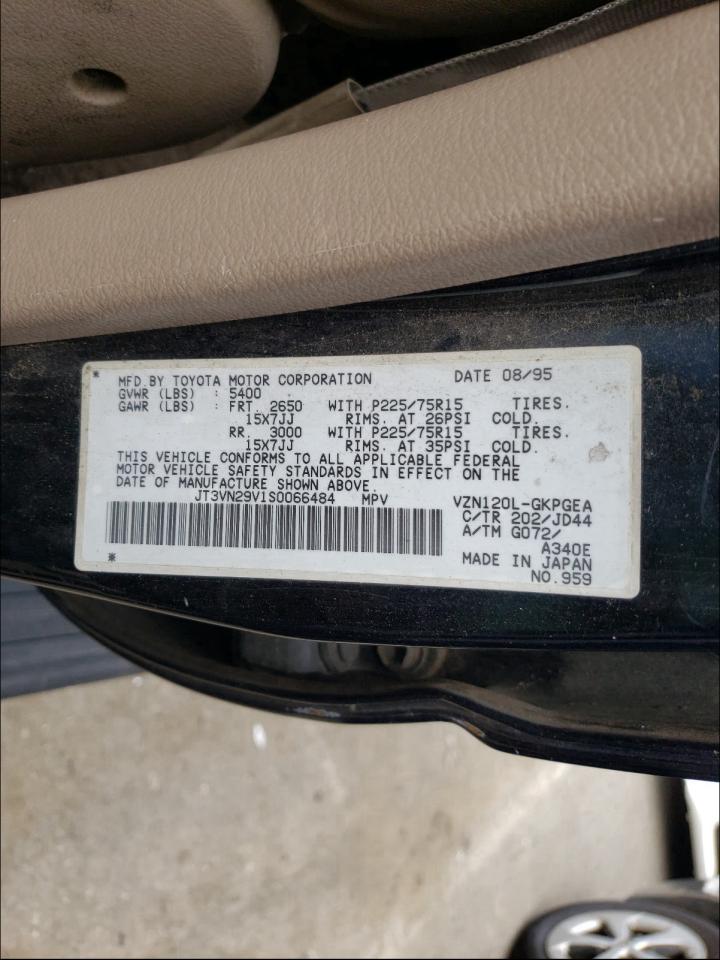 MFD.BY TOYOTA MOTOR CORPORATION DATE 08/95
GVWR (LBS) : 5400
GAWR (LBS) : FRT. 2650 WITH P225/75R15 TIRES.
15X7JJ RIMS. AT 26PSI COLD.
RR. 3000 WITH P225/75R15 TIRES.
15X7JJ RIMS. AT 35PSI COLD.
THIS VEHICLE CONFORMS TO ALL APPLICABLE FEDERAL
MOTOR VEHICLE SAFETY STANDARDS IN EFFECT ON THE
DATE OF MANUFACTURE SHOWN ABOVE.
JT3VN29V1S0066484 MPV VZN120L-GKPGEA
C/TR 202/JD44
A/TM G072/
A340E
MADE IN JAPAN
NO.959